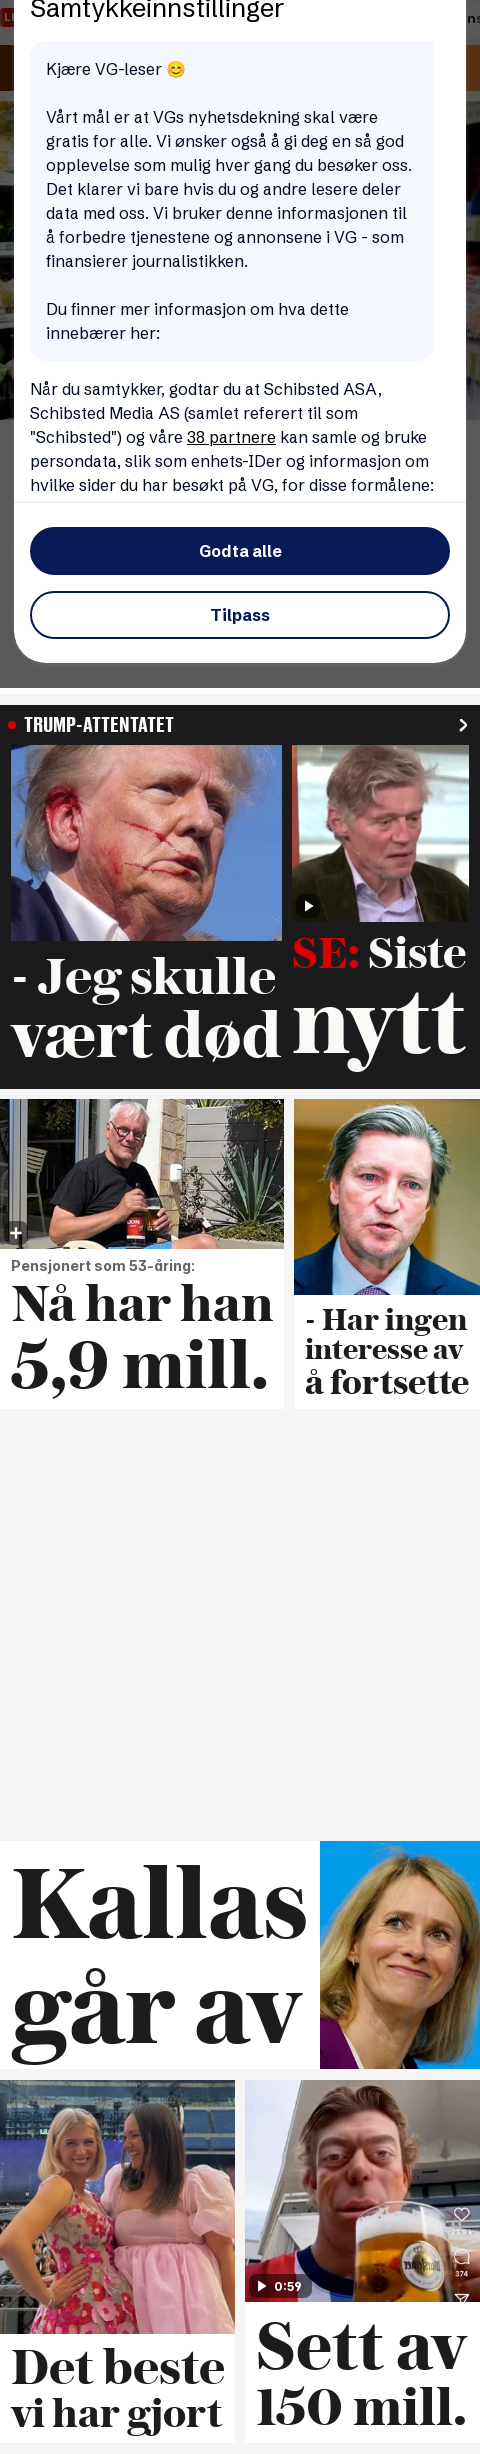 Samtykkeinnstillinger
Kjære VG-leser 😊
Vårt mål er at VGs nyhetsdekning skal være
gratis for alle. Vi ønsker også å gi deg en så god
opplevelse som mulig hver gang du besøker oss.
Det klarer vi bare hvis du og andre lesere deler
data med oss. Vi bruker denne informasjonen til
å forbedre tjenestene og annonsene i VG - som
finansierer journalistikken.
Du finner mer informasjon om hva dette
innebærer her:
Når du samtykker, godtar du at Schibsted ASA,
Schibsted Media AS (samlet referert til som
"Schibsted") og våre 38 partnere kan samle og bruke
persondata, slik som enhets-IDer og informasjon om
hvilke sider du har besøkt på VG, for disse formålene:
Godta alle
Tilpass
TRUMP-ATTENTATET
- Jeg skulle
vært død
SE: Siste
nytt
Pensjonert som 53-åring:
Nå har han
5,9 mill.
- Har ingen
interesse av
å fortsette
Kallas
går av
Det beste
vi har gjort
374
0:59
Sett av
150 mill.